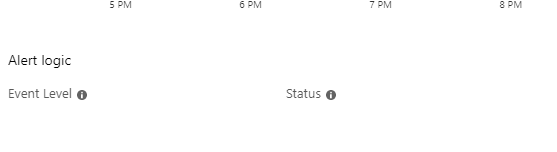 5 PM 6 PM 7 PM 8 PM
Alert logic
Event Level Status